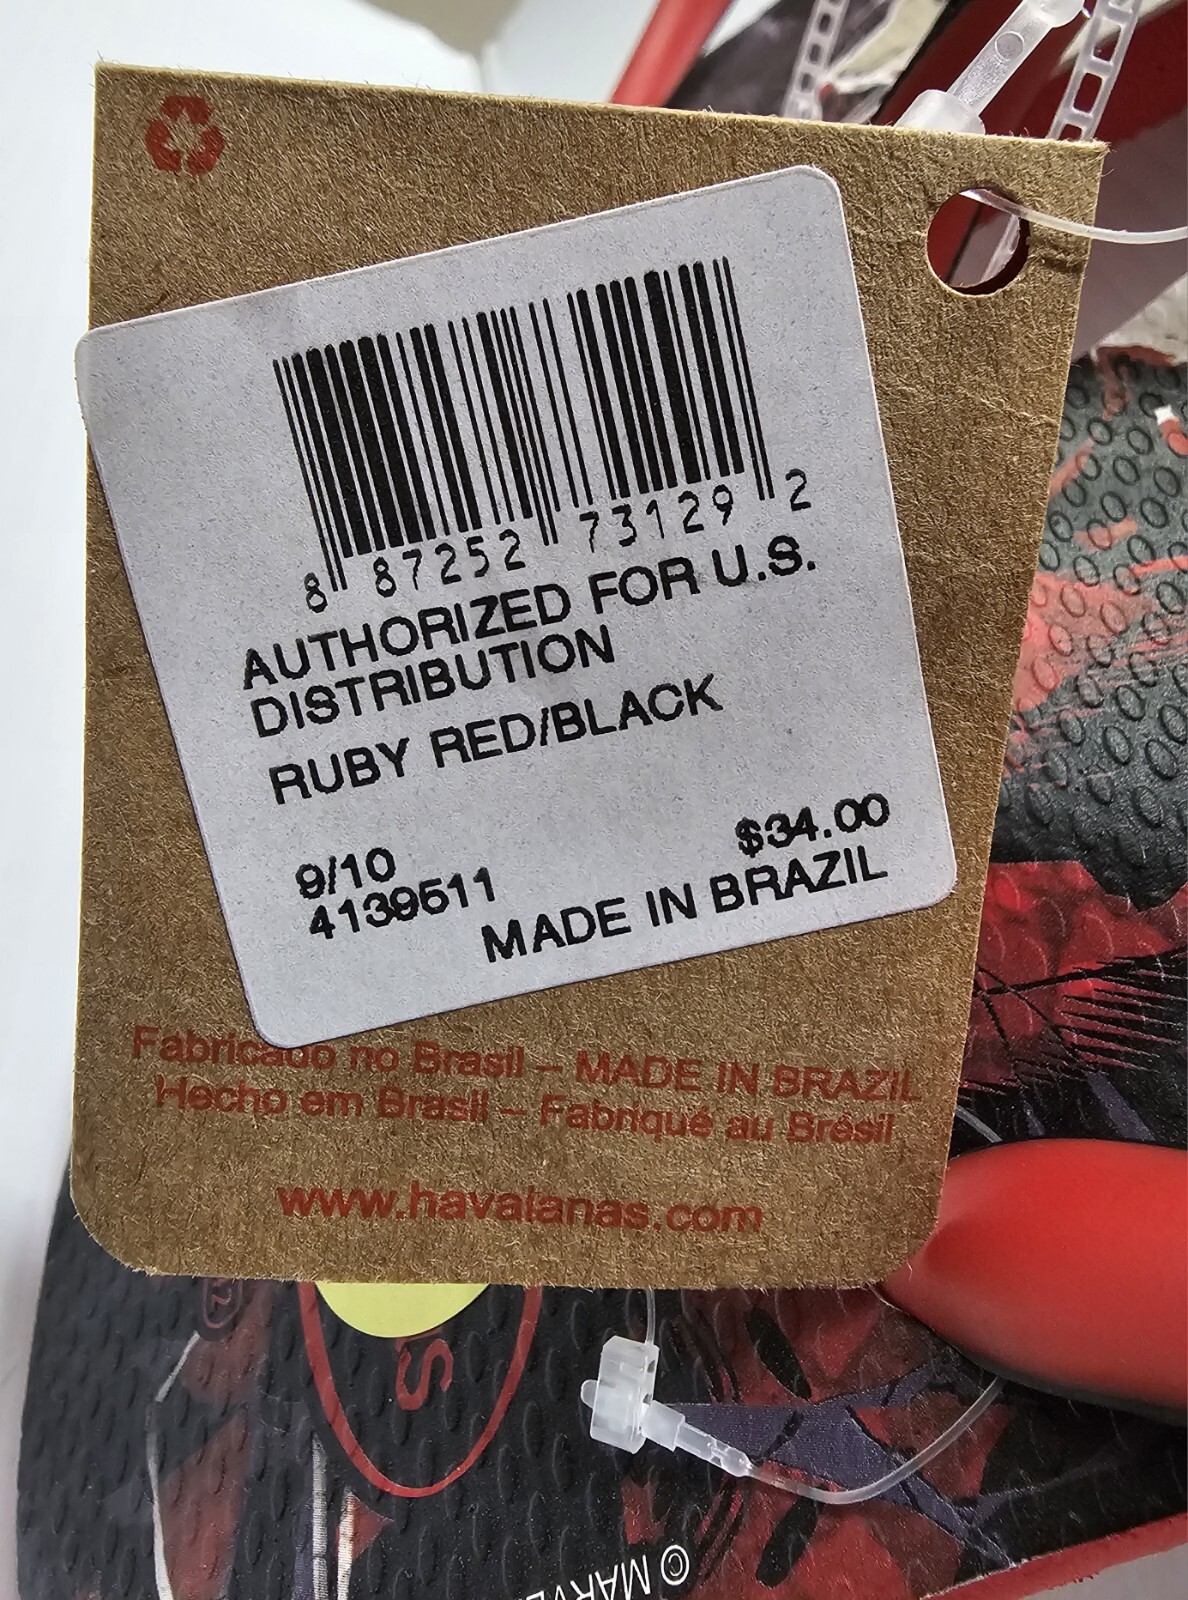 8 87252 73129 2
AUTHORIZED FOR U.S.
DISTRIBUTION
RUBY RED/BLACK
$34.00
9/10
4139511
MADE IN BRAZIL
Fabricado no Brasil – MADE IN BRAZIL
Hecho em Brasil – Fabriqué au Brésil
www.havaianas.com
© MARVE